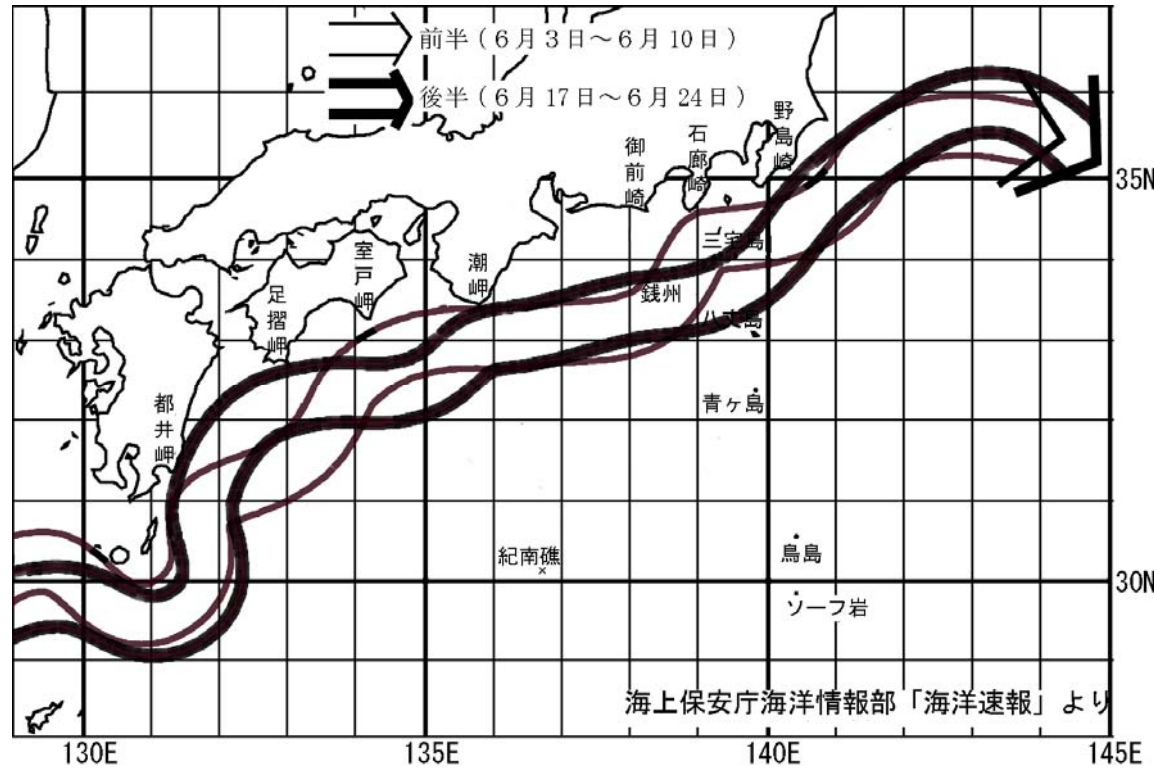 前半(6月3日～6月10日)
後半(6月17日～6月24日)
野島崎
石廊崎
御前崎
35N
三宅島
室戸岬
潮岬
銭州
足摺岬
八丈島
青ヶ島
都井岬
紀南礁
鳥島
30N
ソーフ岩
海上保安庁海洋情報部「海洋速報」より
130E
135E
140E
145E